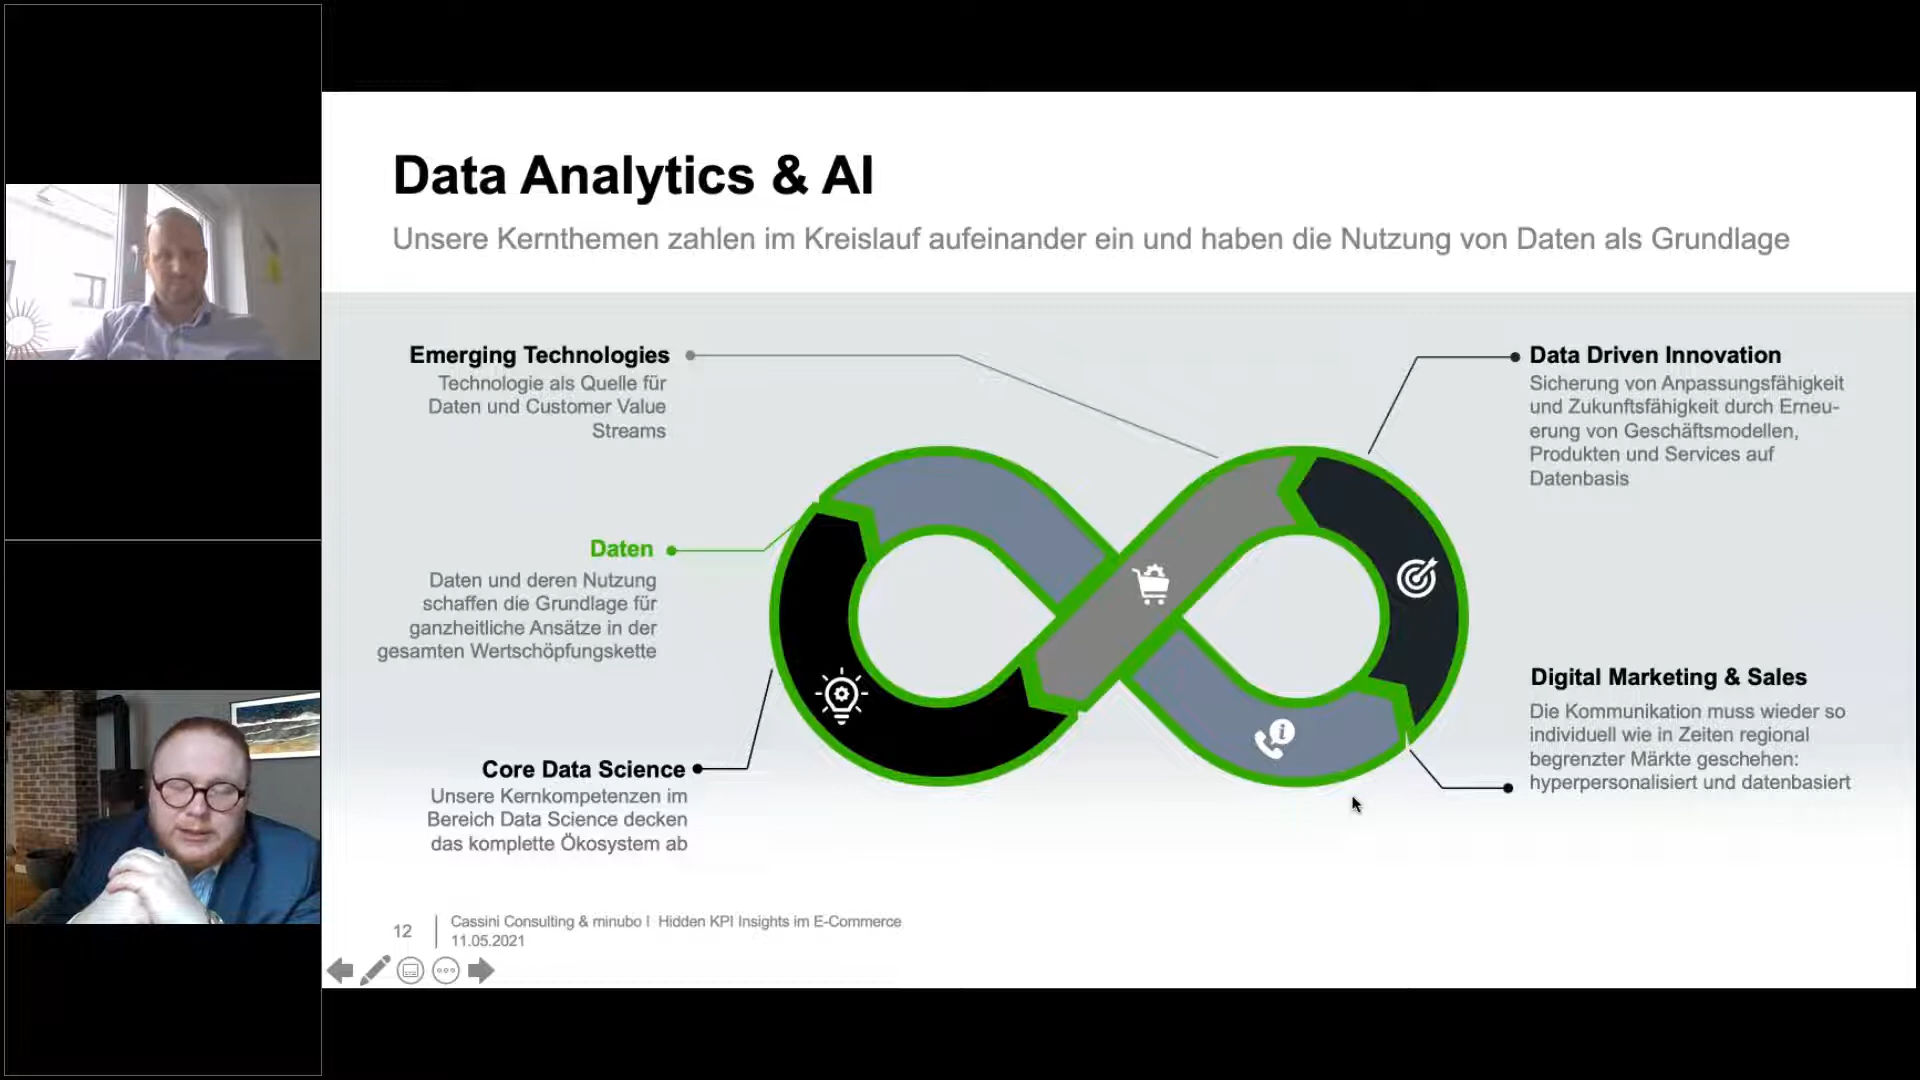 Data Analytics & AI
Unsere Kernthemen zahlen im Kreislauf aufeinander ein und haben die Nutzung von Daten als Grundlage
Emerging Technologies
Technologie als Quelle für
Daten und Customer Value
Streams
Daten
Daten und deren Nutzung
schaffen die Grundlage für
ganzheitliche Ansätze in der
gesamten Wertschöpfungskette
Core Data Science
Unsere Kernkompetenzen im
Bereich Data Science decken
das komplette Ökosystem ab
Data Driven Innovation
Sicherung von Anpassungsfähigkeit
und Zukunftsfähigkeit durch Erneu-
erung von Geschäftsmodellen,
Produkten und Services auf
Datenbasis
Digital Marketing & Sales
Die Kommunikation muss wieder so
individuell wie in Zeiten regional
begrenzter Märkte geschehen:
hyperpersonalisiert und datenbasiert
i
12
Cassini Consulting & minubo I Hidden KPI Insights im E-Commerce
11.05.2021